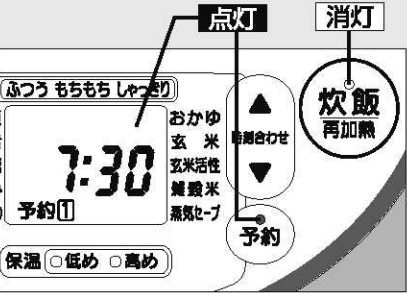 点灯
消灯
ふつう もちもち しゃっきり
おかゆ
玄 米
玄米活性
雑穀米
蒸気セーブ
7:30
予約1
時刻合わせ
予約
炊飯
再加熱
保温 低め 高め